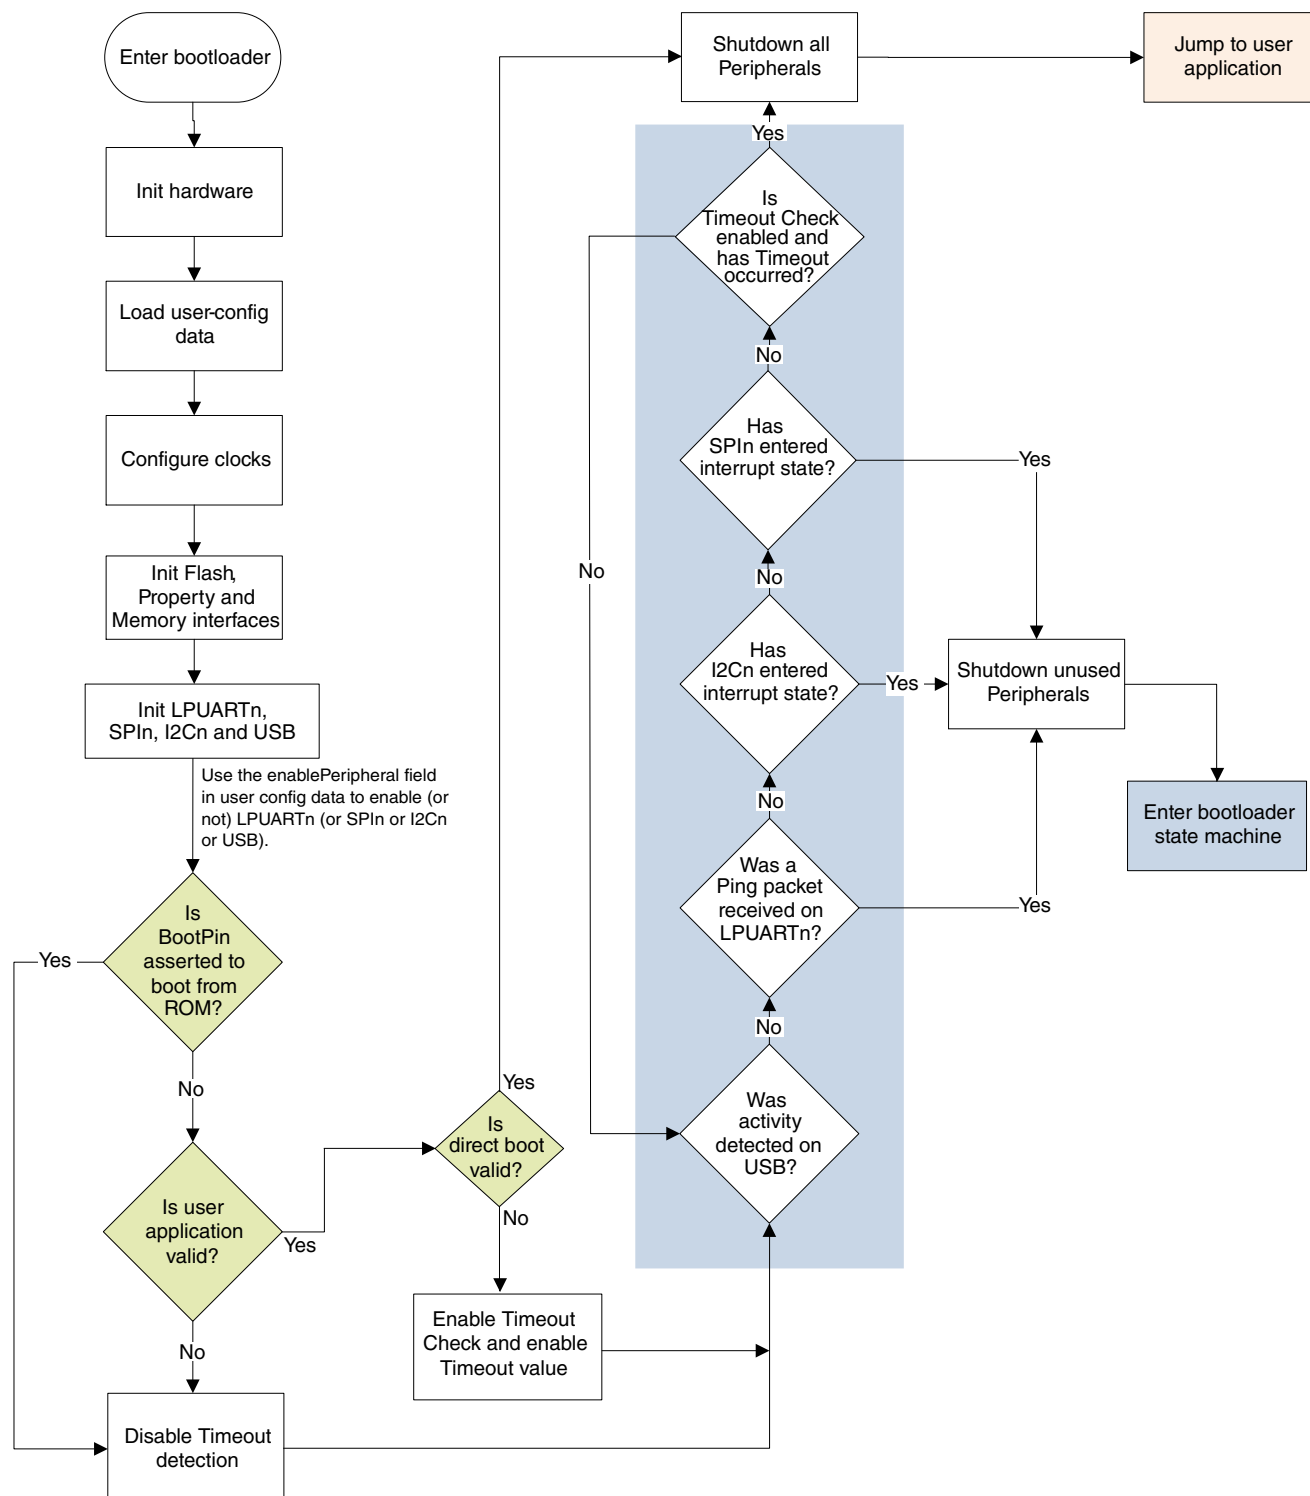 Enter bootloader
Init hardware
Load user-config
data
Configure clocks
Init Flash,
Property and
Memory interfaces
Init LPUARTn,
SPIn, I2Cn and USB
Use the enablePeripheral field
in user config data to enable (or
not) LPUARTn (or SPIn or I2Cn
or USB).
Is
BootPin
asserted to
boot from
ROM?
Yes
No
Is user
application
valid?
Yes
No
Disable Timeout
detection
Is
direct boot
valid?
Yes
No
Enable Timeout
Check and enable
Timeout value
Shutdown all
Peripherals
Jump to user
application
Yes
Is
Timeout Check
enabled and
has Timeout
occurred?
No
No
Has
SPIn entered
interrupt state?
Yes
No
Has
I2Cn entered
interrupt state?
Yes
Shutdown unused
Peripherals
Enter bootloader
state machine
No
Was a
Ping packet
received on
LPUARTn?
Yes
No
Was
activity
detected on
USB?